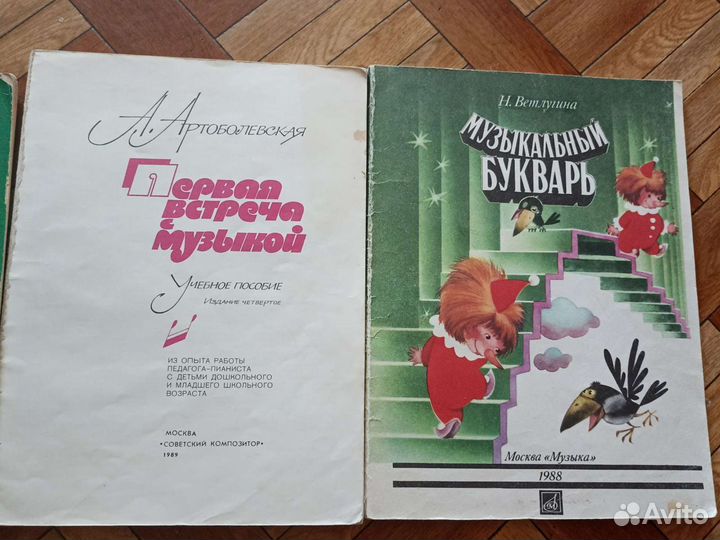 А. Артоболевская
Первая
встреча
с
музыкой
Учебное пособие
Издание четвертое
ИЗ ОПЫТА РАБОТЫ
ПЕДАГОГА-ПИАНИСТА
С ДЕТЬМИ ДОШКОЛЬНОГО
И МЛАДШЕГО ШКОЛЬНОГО
ВОЗРАСТА
МОСКВА
«СОВЕТСКИЙ КОМПОЗИТОР»
1989
Н. Ветлугина
МУЗЫКАЛЬНЫЙ
БУКВАРЬ
Москва «Музыка»
1988
Avito